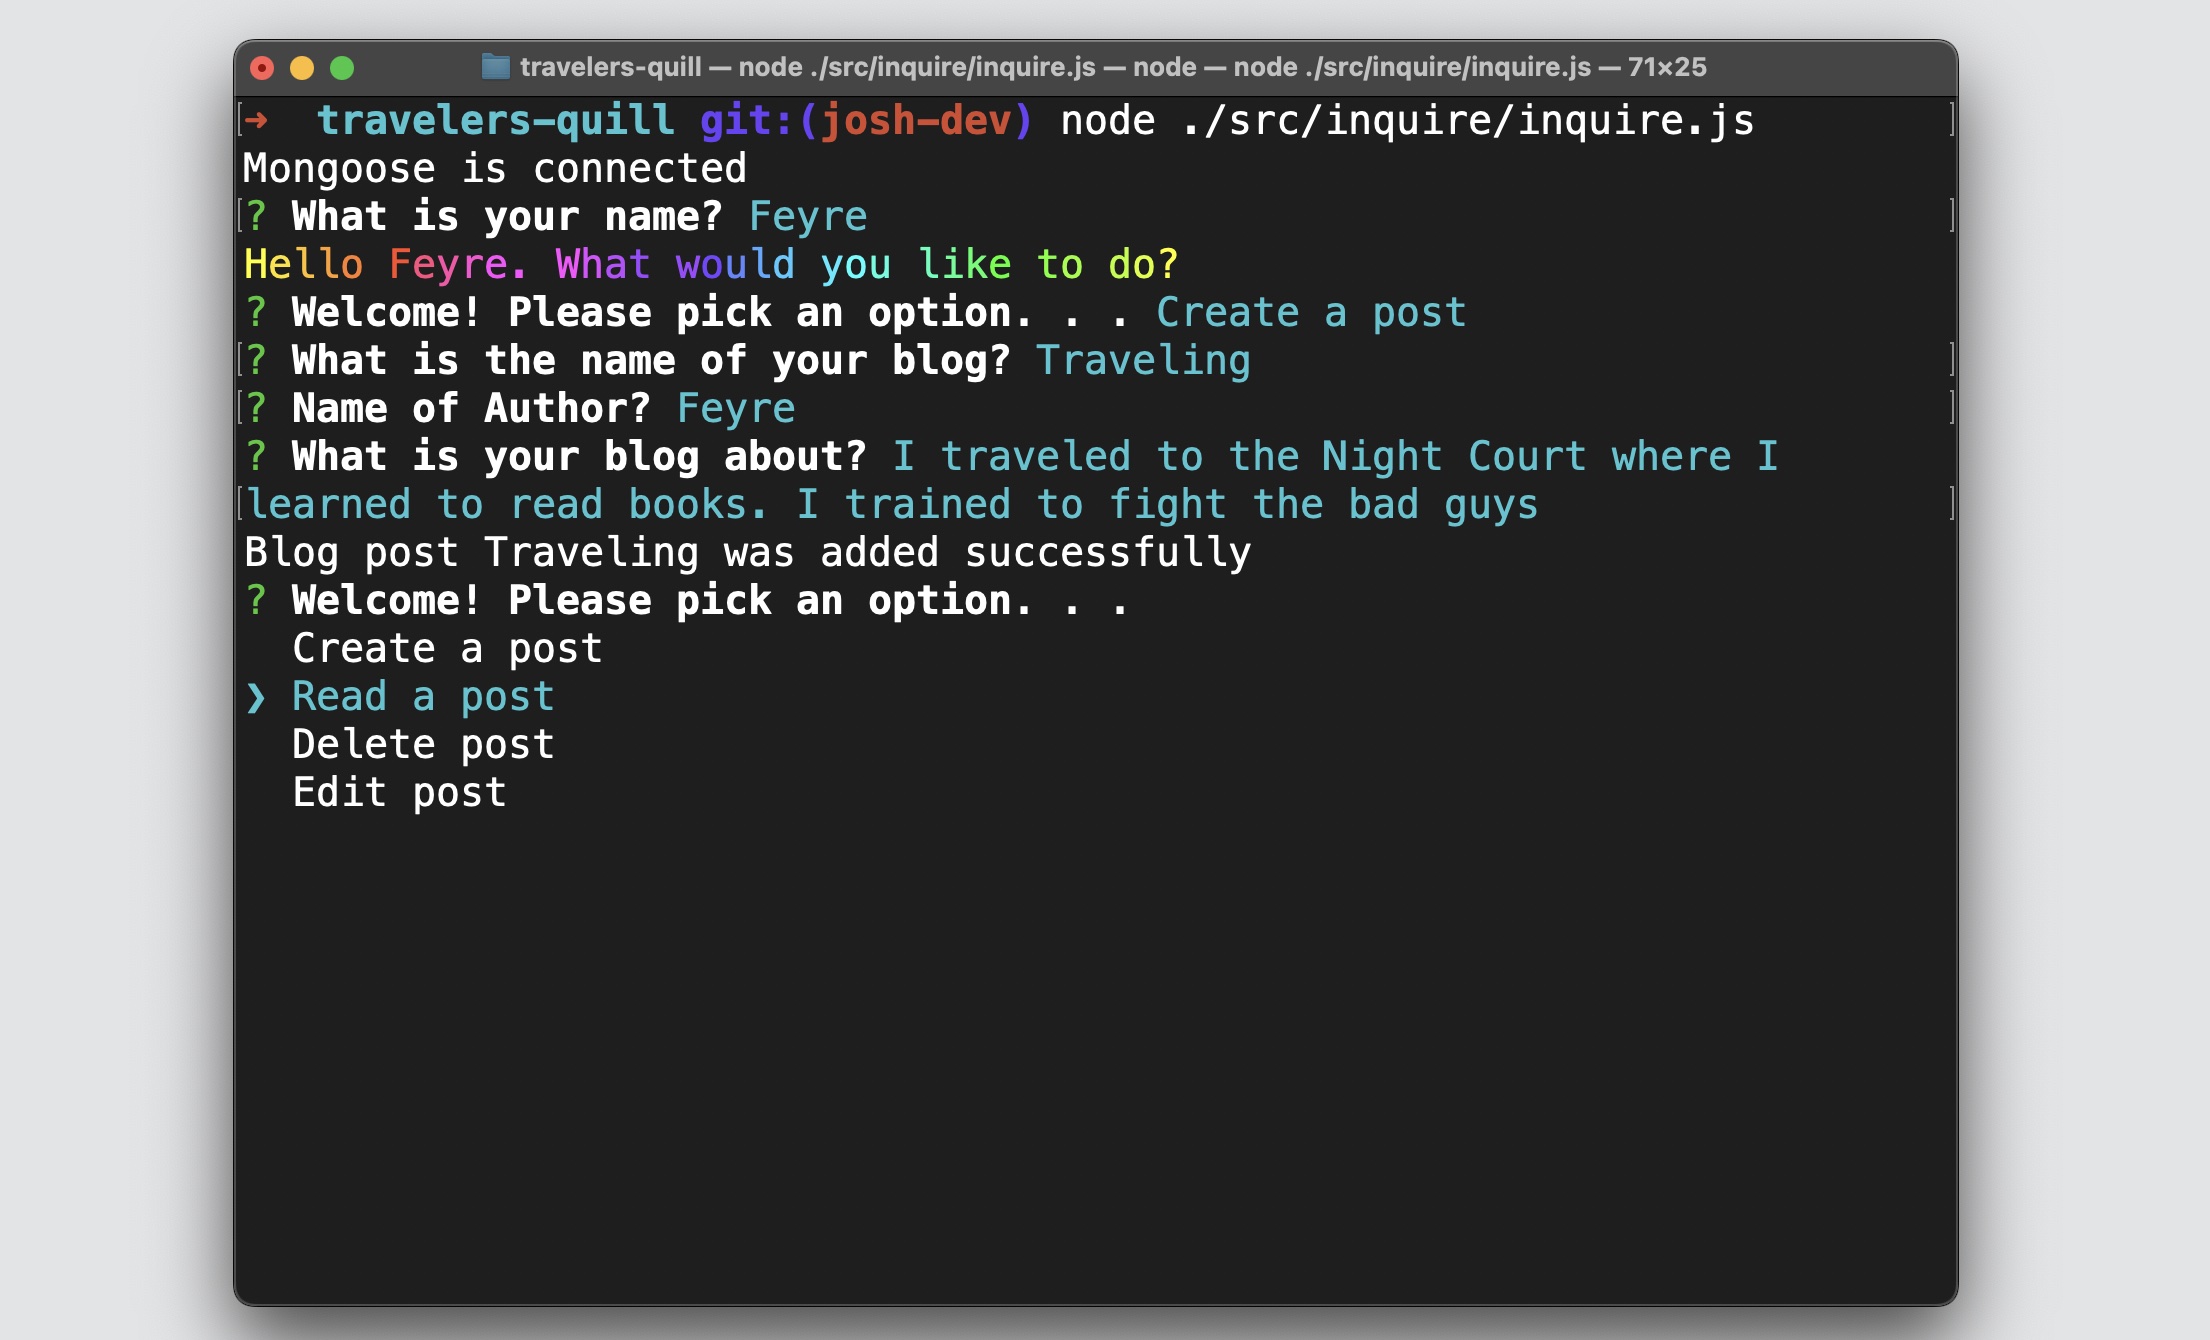 travelers-quill — node ./src/inquire/inquire.js — node — node ./src/inquire/inquire.js — 71×25
➜  travelers-quill git:(josh-dev) node ./src/inquire/inquire.js
Mongoose is connected
? What is your name? Feyre
Hello Feyre. What would you like to do?
? Welcome! Please pick an option. . . Create a post
? What is the name of your blog? Traveling
? Name of Author? Feyre
? What is your blog about? I traveled to the Night Court where I
learned to read books. I trained to fight the bad guys
Blog post Traveling was added successfully
? Welcome! Please pick an option. . .
  Create a post
❯ Read a post
  Delete post
  Edit post